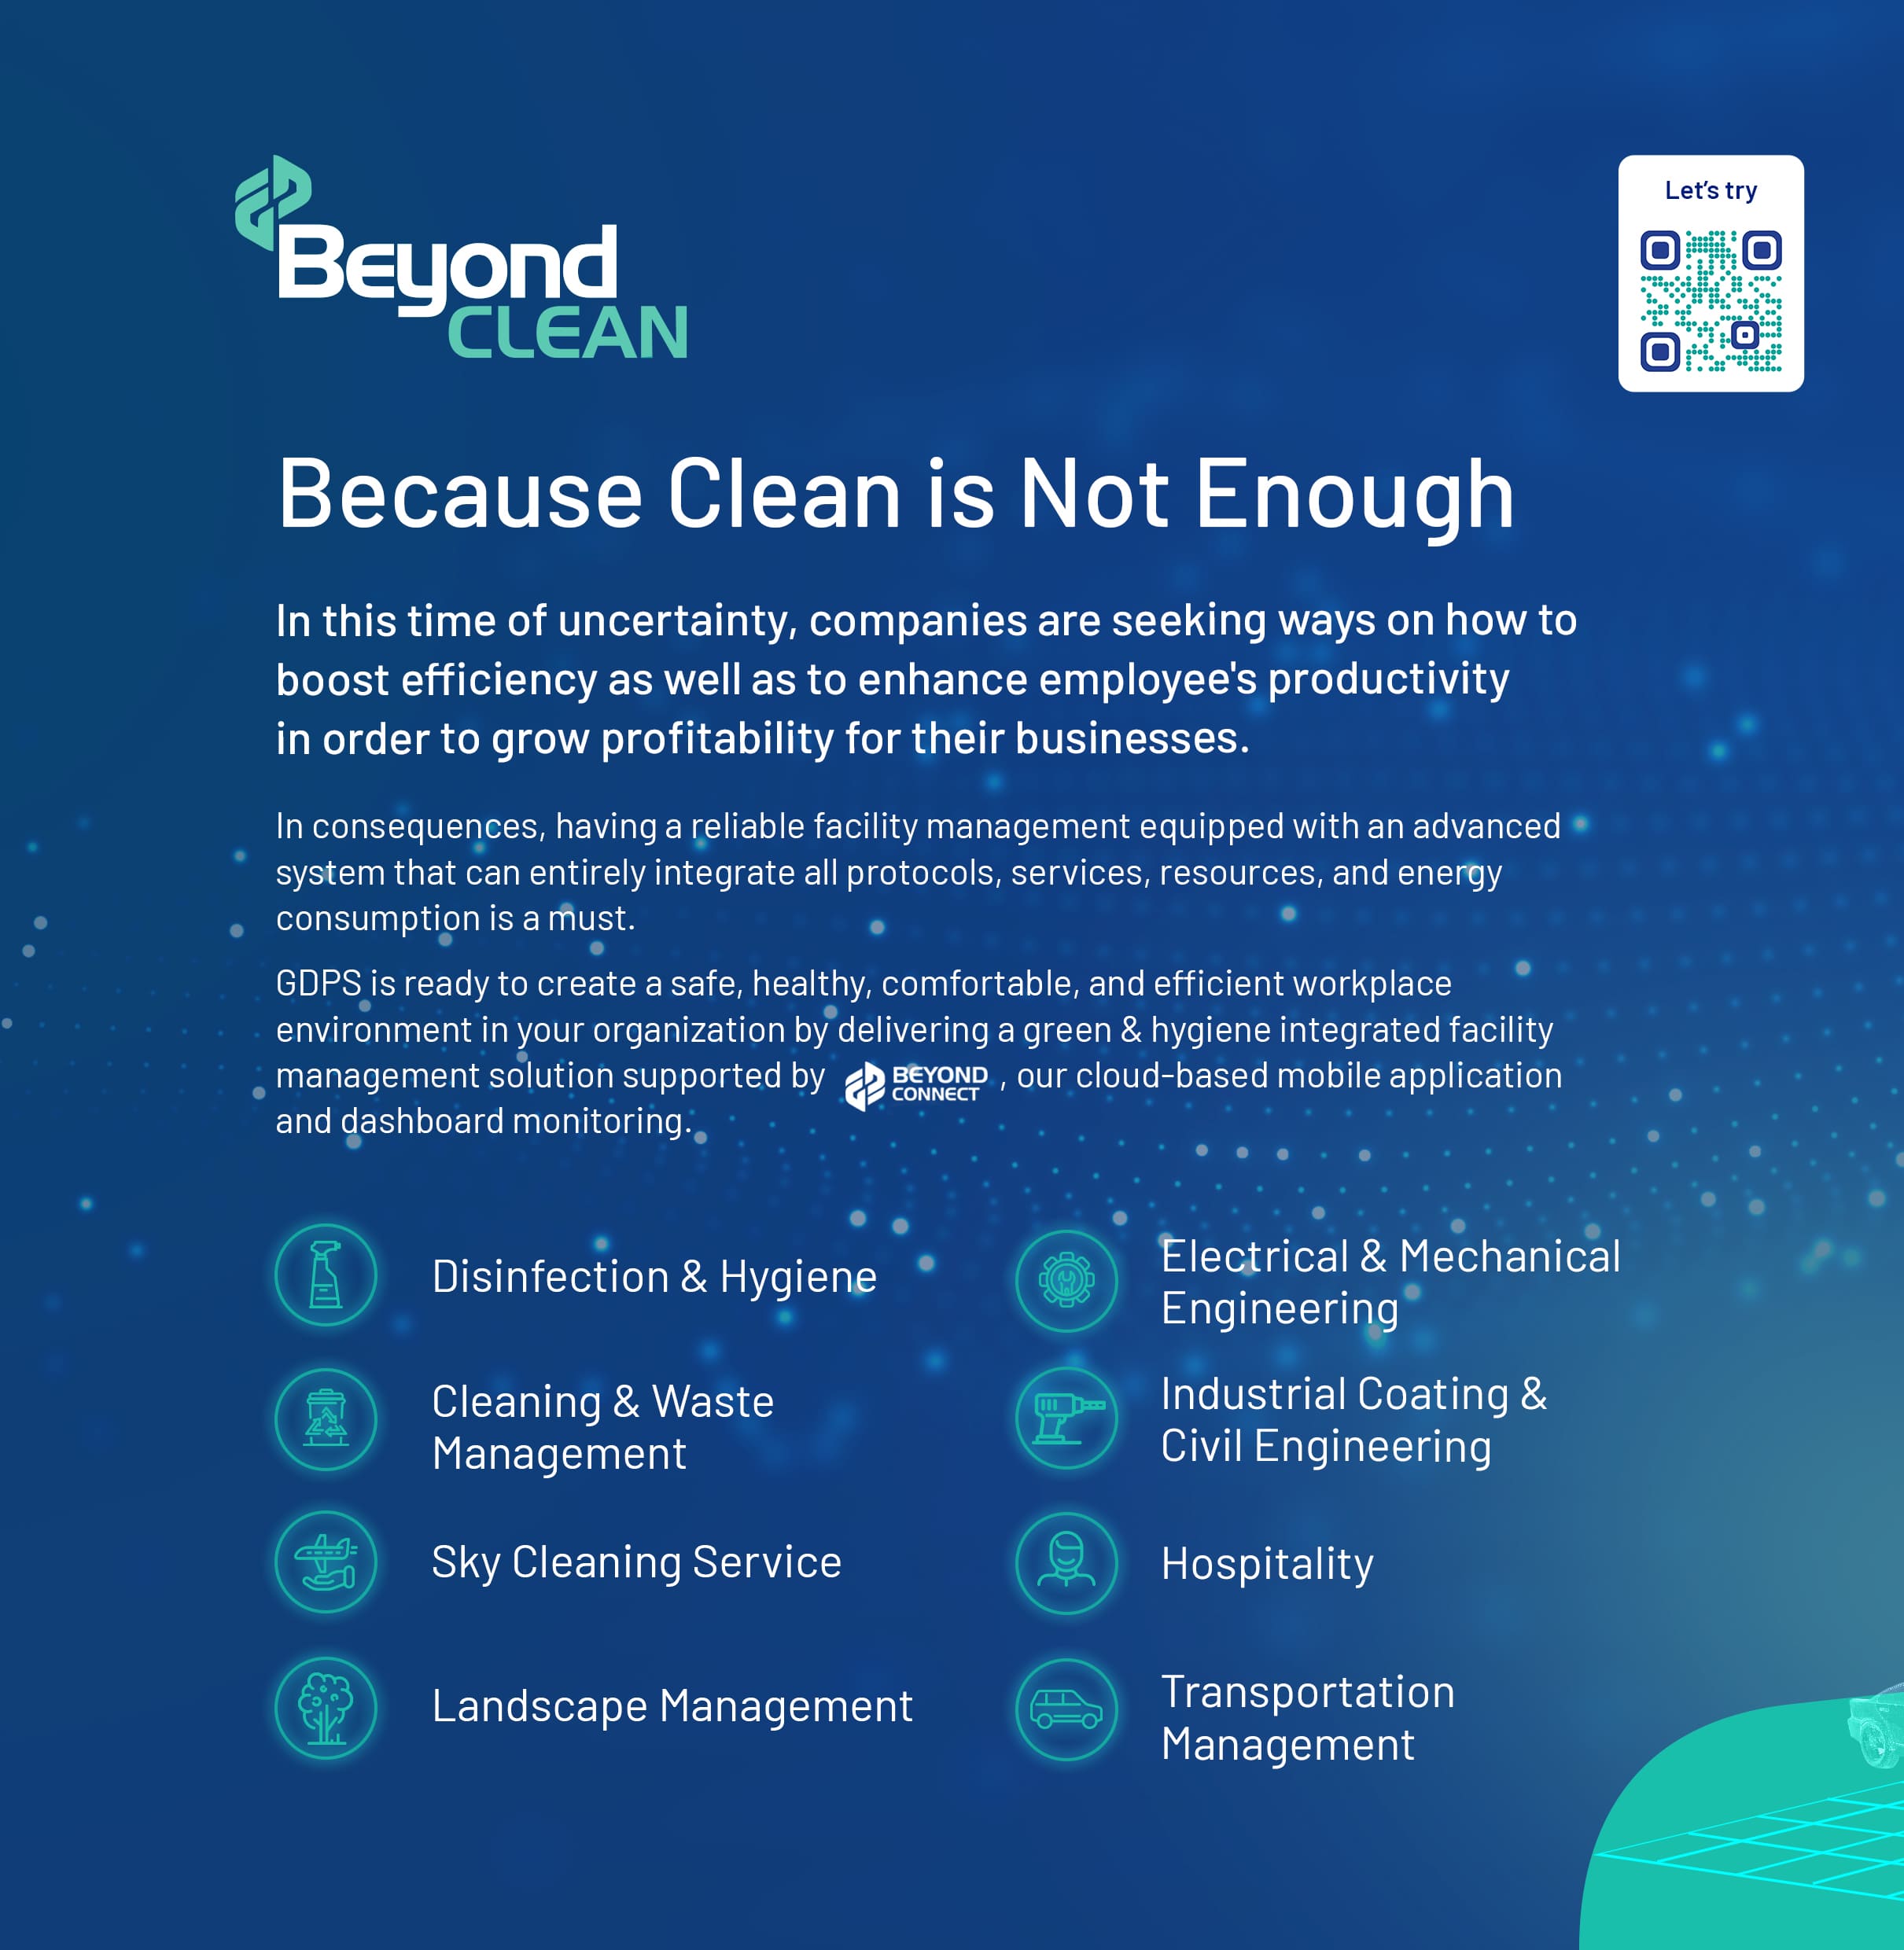 Beyond
CLEAN
Let's try
Because Clean is Not Enough
In this time of uncertainty, companies are seeking ways on how to
boost efficiency as well as to enhance employee's productivity
in order to grow profitability for their businesses.
In consequences, having a reliable facility management equipped with an advanced
system that can entirely integrate all protocols, services, resources, and energy
consumption is a must.
GDPS is ready to create a safe, healthy, comfortable, and efficient workplace
environment in your organization by delivering a green & hygiene integrated facility
management solution supported by BEYOND CONNECT , our cloud-based mobile application
and dashboard monitoring.
Disinfection & Hygiene
Cleaning & Waste
Management
Sky Cleaning Service
Landscape Management
Electrical & Mechanical
Engineering
Industrial Coating &
Civil Engineering
Hospitality
Transportation
Management